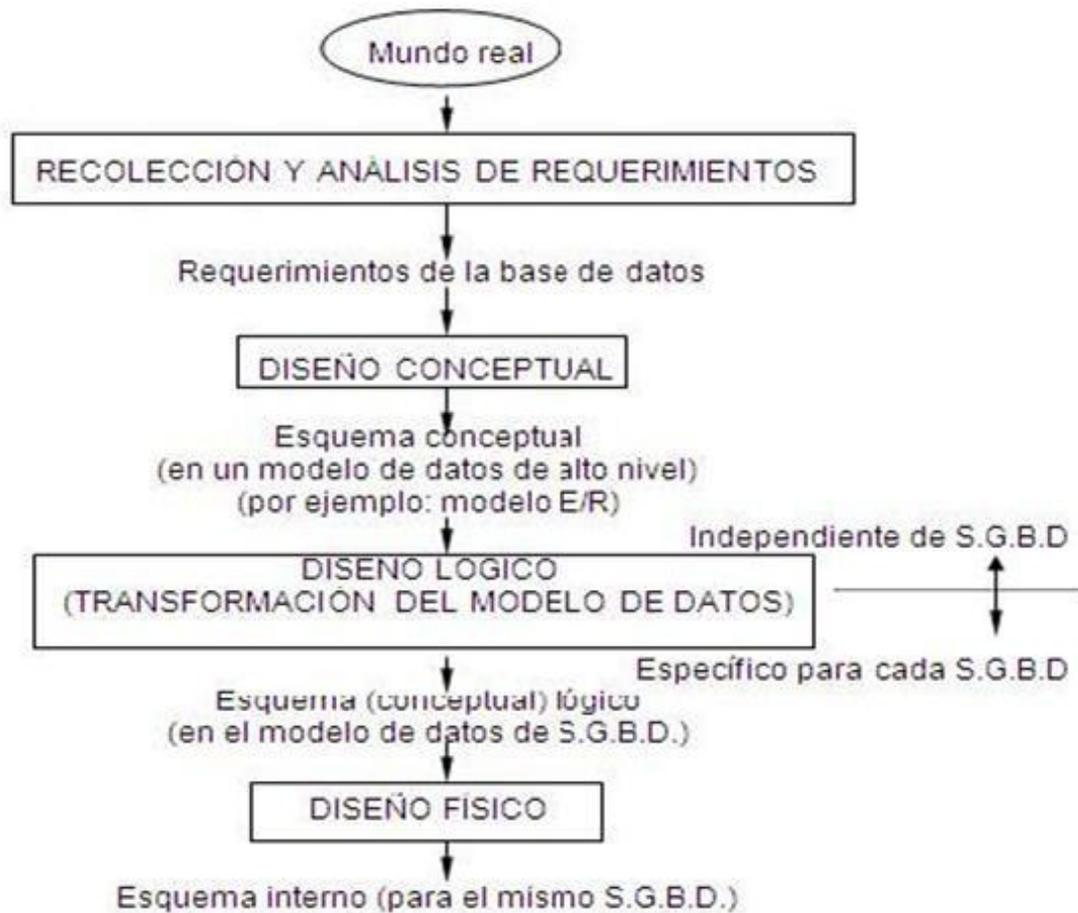 Mundo real
RECOLECCIÓN Y ANÁLISIS DE REQUERIMIENTOS
Requerimientos de la base de datos
DISEÑO CONCEPTUAL
Esquema conceptual
(en un modelo de datos de alto nivel)
(por ejemplo: modelo E/R)
Independiente de S.G.B.D
DISEÑO LÓGICO
(TRANSFORMACIÓN DEL MODELO DE DATOS)
Específico para cada S.G.B.D
Esquema (conceptual) lógico
(en el modelo de datos de S.G.B.D.)
DISEÑO FÍSICO
Esquema interno (para el mismo S.G.B.D.)